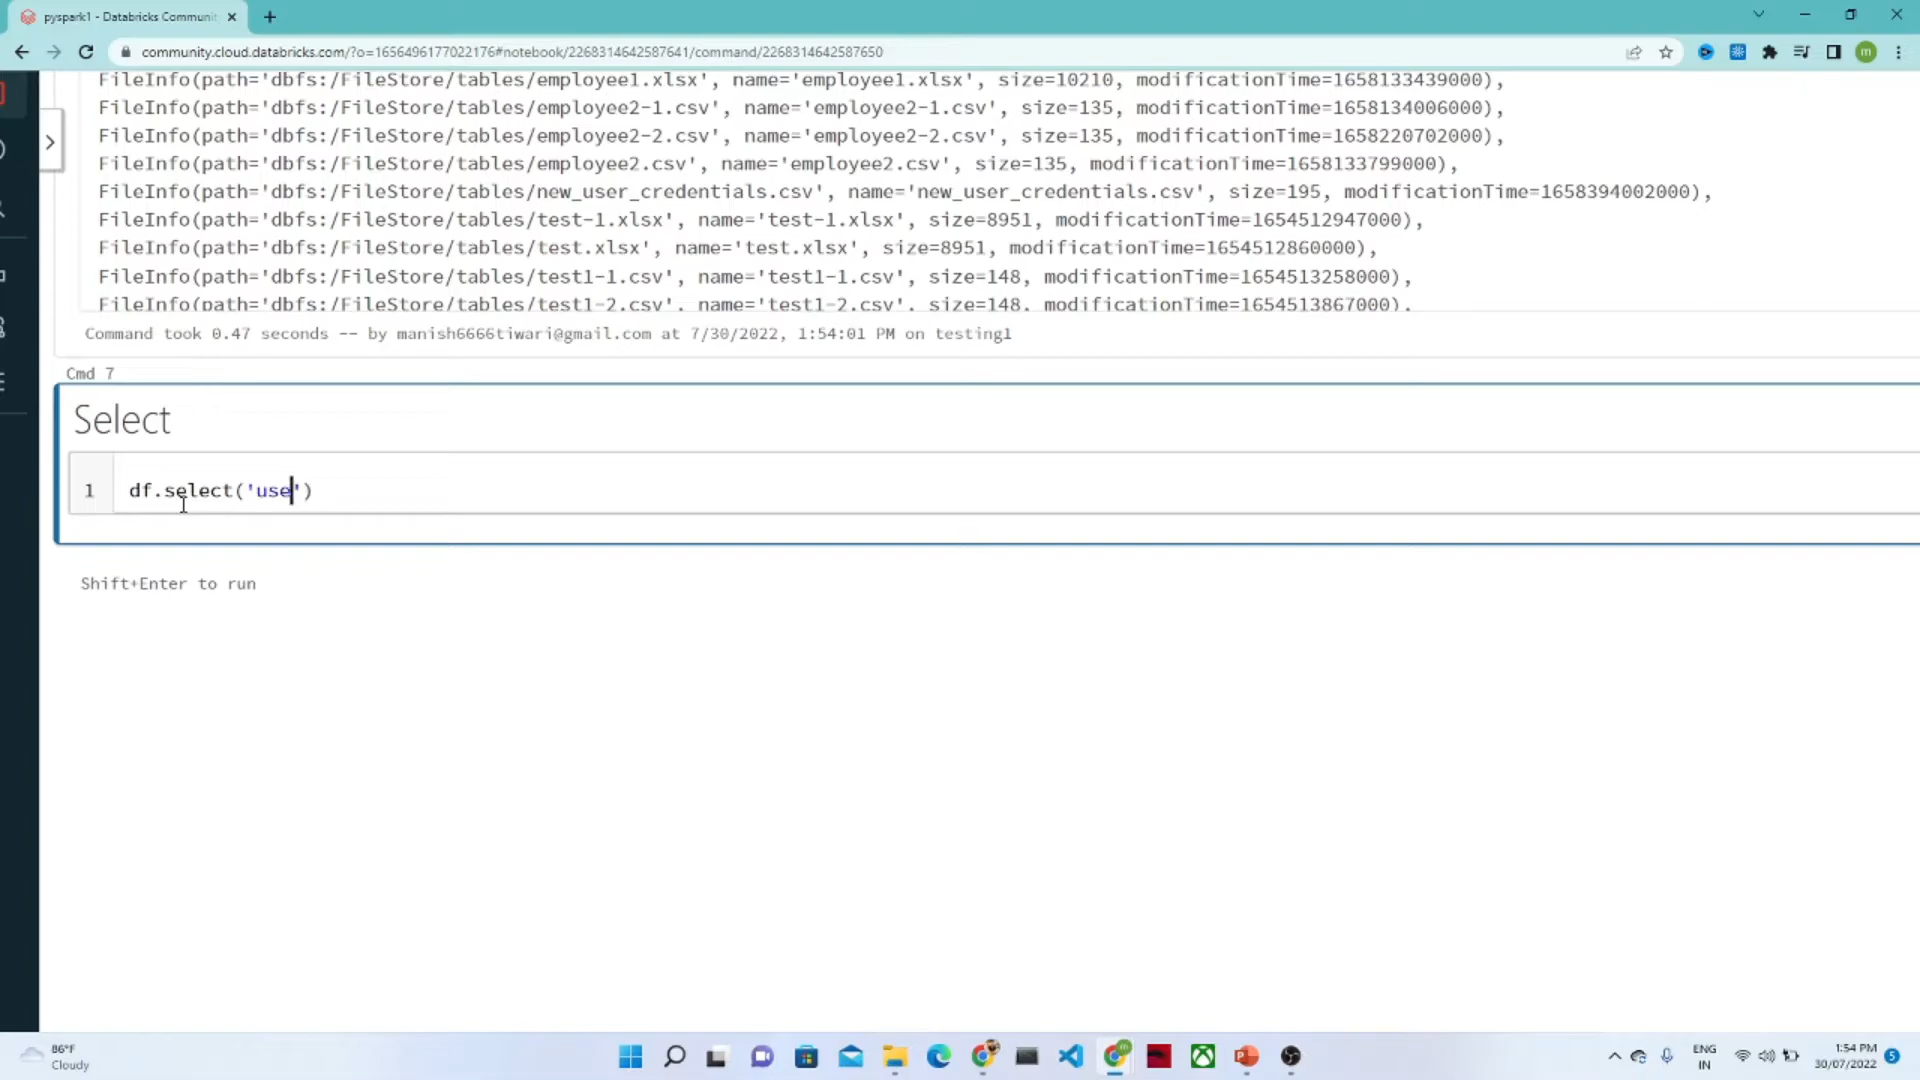 pyspark1 - Databricks Communit
community.cloud.databricks.com/?o=1656496177022176#notebook/2268314642587641/command/2268314642587650
m
FileInfo(path='dbfs:/FileStore/tables/employee1.xlsx', name='employee1.xlsx', size=10210, modificationTime=1658133439000),
FileInfo(path='dbfs:/FileStore/tables/employee2-1.csv', name='employee2-1.csv', size=135, modificationTime=1658134006000),
FileInfo(path='dbfs:/FileStore/tables/employee2-2.csv', name='employee2-2.csv', size=135, modificationTime=1658220702000),
FileInfo(path='dbfs:/FileStore/tables/employee2.csv', name='employee2.csv', size=135, modificationTime=1658133799000),
FileInfo(path='dbfs:/FileStore/tables/new_user_credentials.csv', name='new_user_credentials.csv', size=195, modificationTime=1658394002000),
FileInfo(path='dbfs:/FileStore/tables/test-1.xlsx', name='test-1.xlsx', size=8951, modificationTime=1654512947000),
FileInfo(path='dbfs:/FileStore/tables/test.xlsx', name='test.xlsx', size=8951, modificationTime=1654512860000),
FileInfo(path='dbfs:/FileStore/tables/test1-1.csv', name='test1-1.csv', size=148, modificationTime=1654513258000),
FileInfo(path='dbfs:/FileStore/tables/test1-2.csv', name='test1-2.csv', size=148, modificationTime=1654513867000),
Command took 0.47 seconds -- by manish6666tiwari@gmail.com at 7/30/2022, 1:54:01 PM on testing1
Cmd 7
Select
1 df.select('use')
Shift+Enter to run
86°F
Cloudy
ENG
IN
1:54 PM
30/07/2022
5